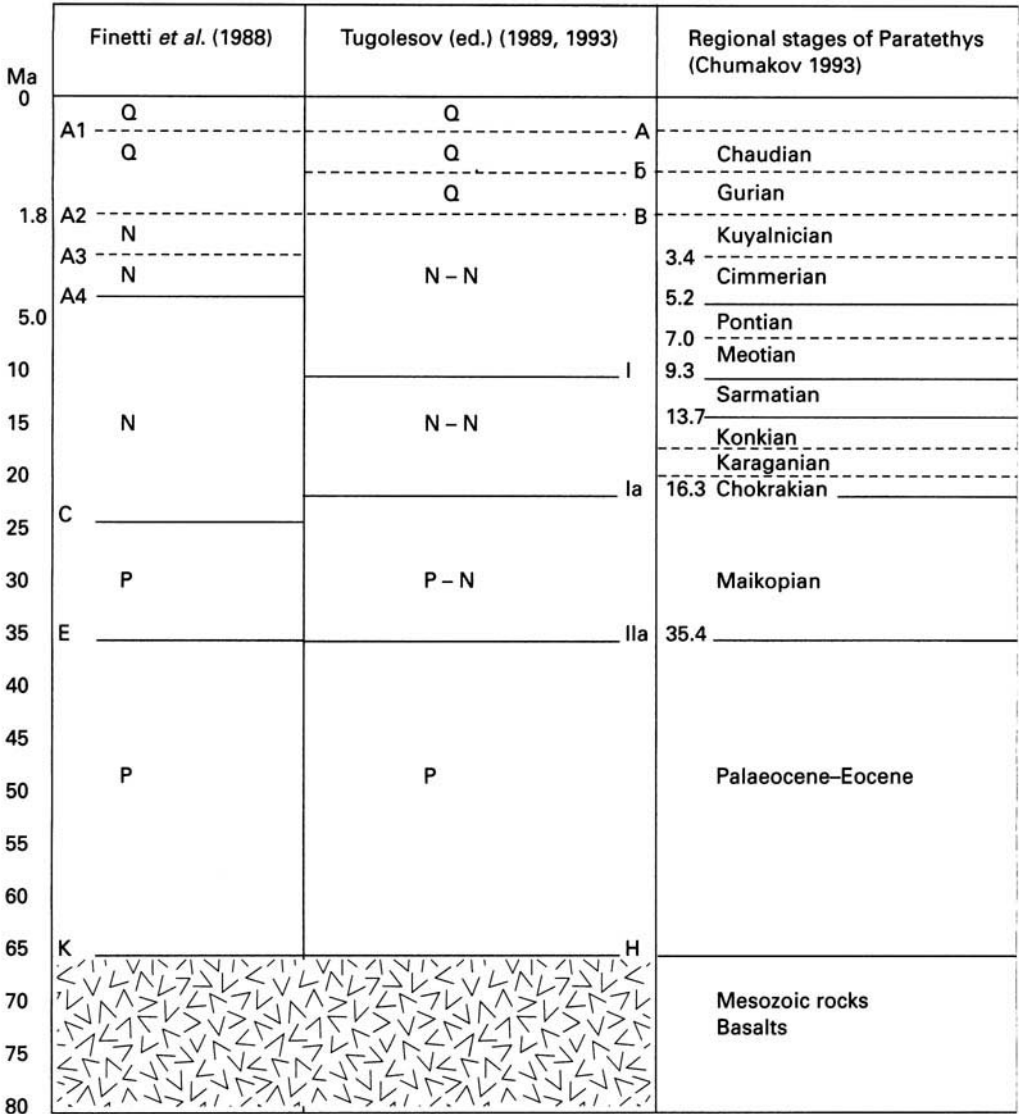 Finetti et al. (1988)
Tugolesov (ed.) (1989, 1993)
Regional stages of Paratethys
(Chumakov 1993)
Ma
0
Q
Q
A1
A
Q
Q
Chaudian
Б
Q
Gurian
1.8
A2
B
N
Kuyalnician
A3
3.4
N
N – N
Cimmerian
A4
5.2
5.0
Pontian
7.0
Meotian
10
I
9.3
Sarmatian
13.7
15
N
N – N
Konkian
Karaganian
20
Ia
16.3
Chokrakian
C
25
30
P
P – N
Maikopian
35
E
IIa
35.4
40
45
P
P
Palaeocene–Eocene
50
55
60
65
K
H
70
Mesozoic rocks
Basalts
75
80